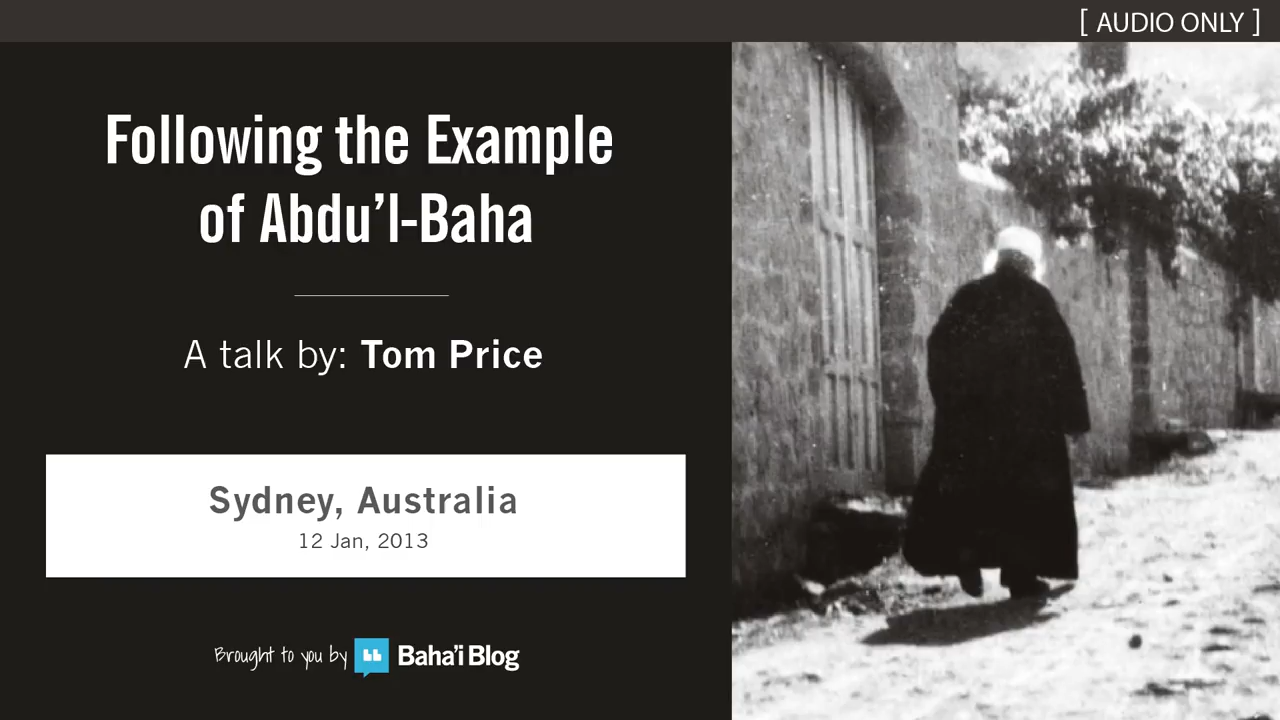 [ AUDIO ONLY ]
Following the Example
of Abdu’l-Baha
A talk by: Tom Price
Sydney, Australia
12 Jan, 2013
Brought to you by Baha’i Blog